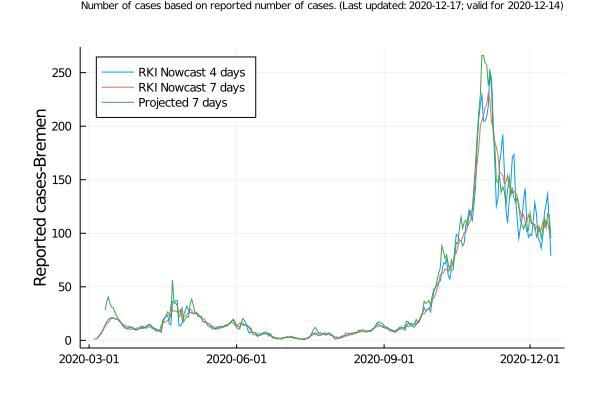 Number of cases based on reported number of cases. (Last updated: 2020-12-17; valid for 2020-12-14)
RKI Nowcast 4 days
RKI Nowcast 7 days
Projected 7 days
Reported cases-Bremen
250
200
150
100
50
0
2020-03-01 2020-06-01 2020-09-01 2020-12-01